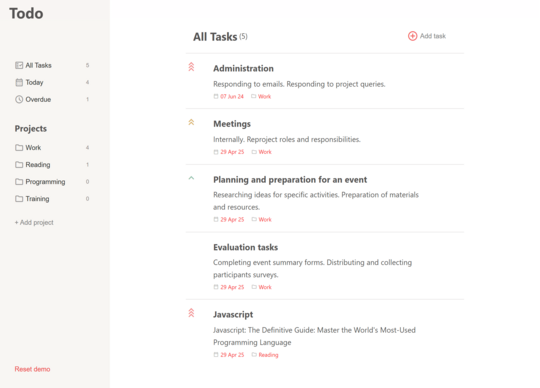 Todo
All Tasks 5
Today 4
Overdue 1
Projects
Work 4
Reading 1
Programming 0
Training 0
+ Add project
Reset demo
All Tasks (5)
Add task
Administration
Responding to emails. Responding to project queries.
07 Jun 24 Work
Meetings
Internally. Reproject roles and responsibilities.
29 Apr 25 Work
Planning and preparation for an event
Researching ideas for specific activities. Preparation of materials
and resources.
29 Apr 25 Work
Evaluation tasks
Completing event summary forms. Distributing and collecting
participants surveys.
29 Apr 25 Work
Javascript
Javascript: The Definitive Guide: Master the World's Most-Used
Programming Language
29 Apr 25 Reading